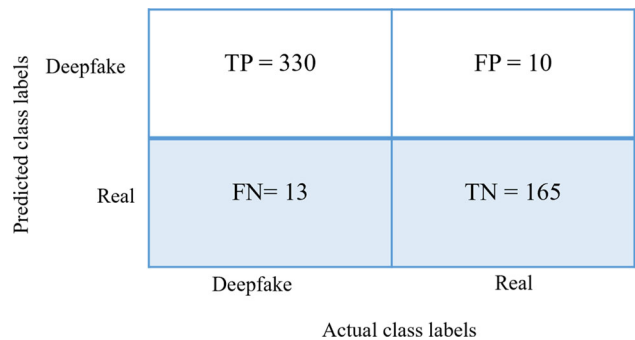 Predicted class labels
Deepfake
TP = 330
FP = 10
Real
FN= 13
TN = 165
Deepfake
Real
Actual class labels